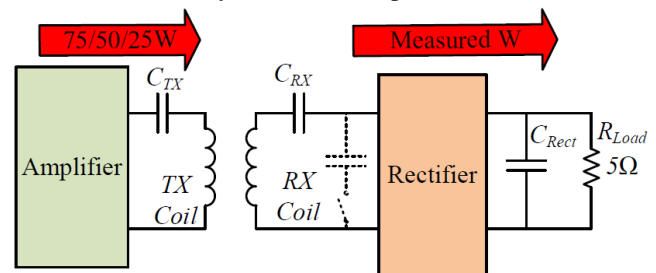 75/50/25W
Measured W
C_TX
C_RX
Amplifier
TX
Coil
RX
Coil
Rectifier
C_Rect
R_Load
5Ω